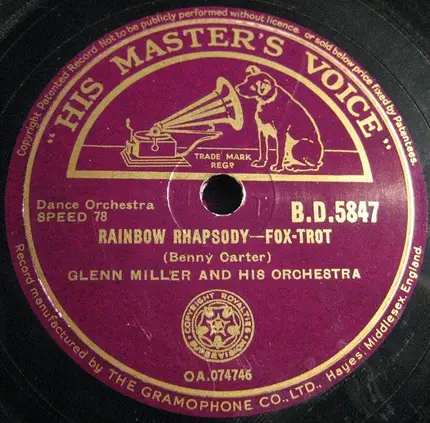 Copyright Patented Record Not to be publicly performed without licence. or sold below price fixed by Patentees.
"HIS MASTER'S VOICE"
TRADE MARK
REGD
Dance Orchestra
SPEED 78
B.D.5847
RAINBOW RHAPSODY—FOX-TROT
(Benny Carter)
GLENN MILLER AND HIS ORCHESTRA
COPYRIGHT ROYALTIES
OA.074746
Record manufactured by THE GRAMOPHONE CO., LTD., Hayes, Middlesex, England.